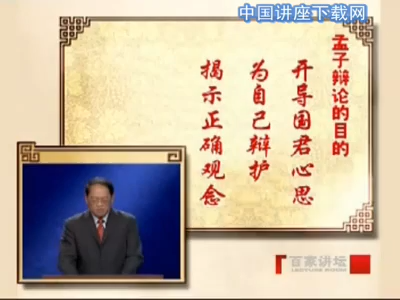 中国讲座下载网
孟子辩论的目的
开导国君心思
为自己辩护
揭示正确观念
百家讲坛